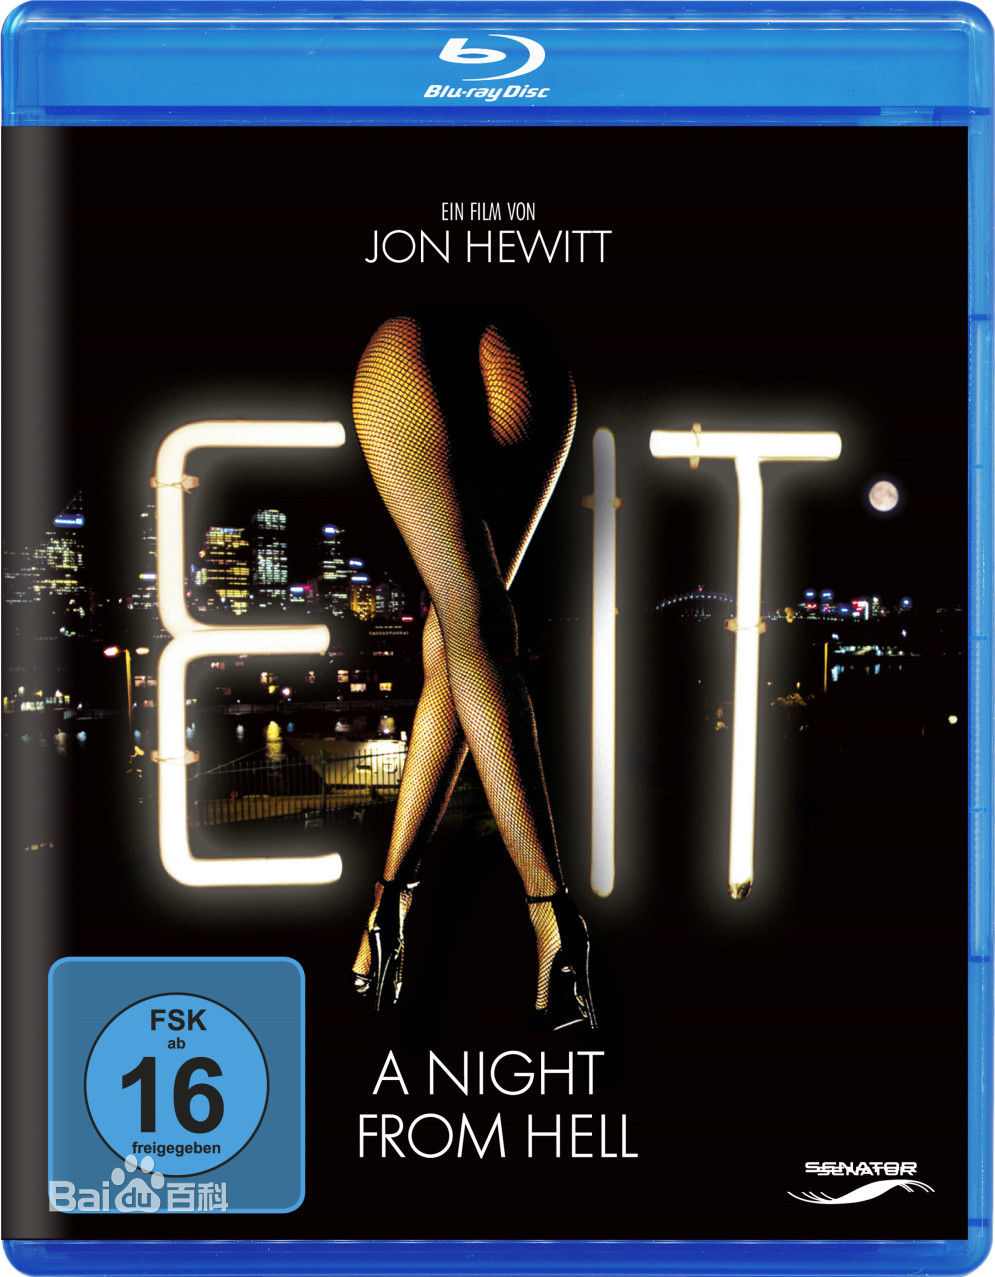 Blu-ray Disc
EIN FILM VON
JON HEWITT
EXIT
A NIGHT
FROM HELL
FSK
ab
16
freigegeben
SENATOR
SENATOR
Baidu百科